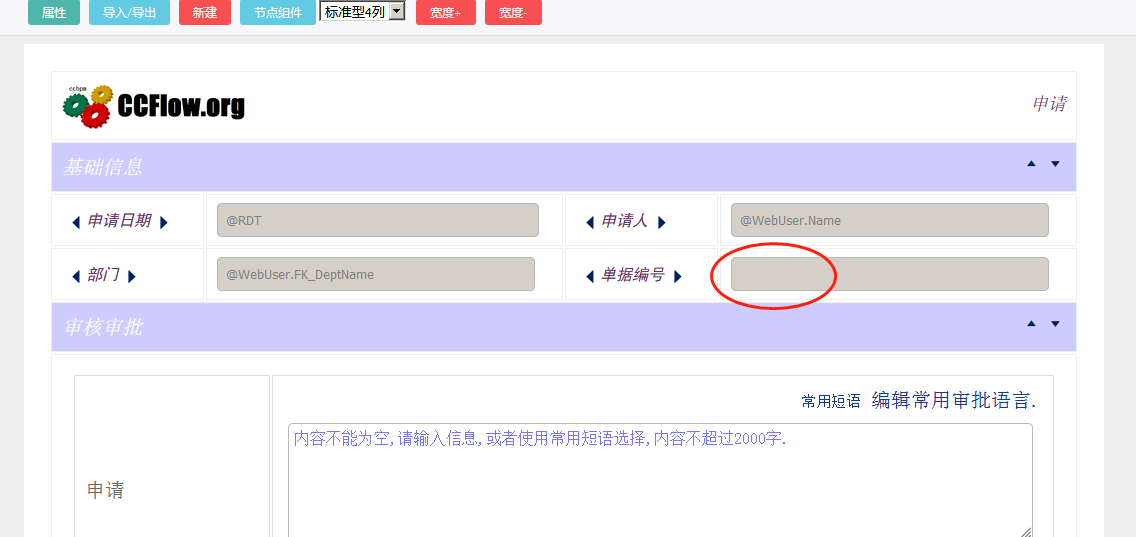 属性 导入/导出 新建 节点组件 标准型4列 宽度+ 宽度-
ccbpm
CCFlow.org 申请
基础信息
申请日期 @RDT 申请人 @WebUser.Name
部门 @WebUser.FK_DeptName 单据编号
审核审批
常用短语 编辑常用审批语言.
内容不能为空,请输入信息,或者使用常用短语选择,内容不超过2000字.
申请